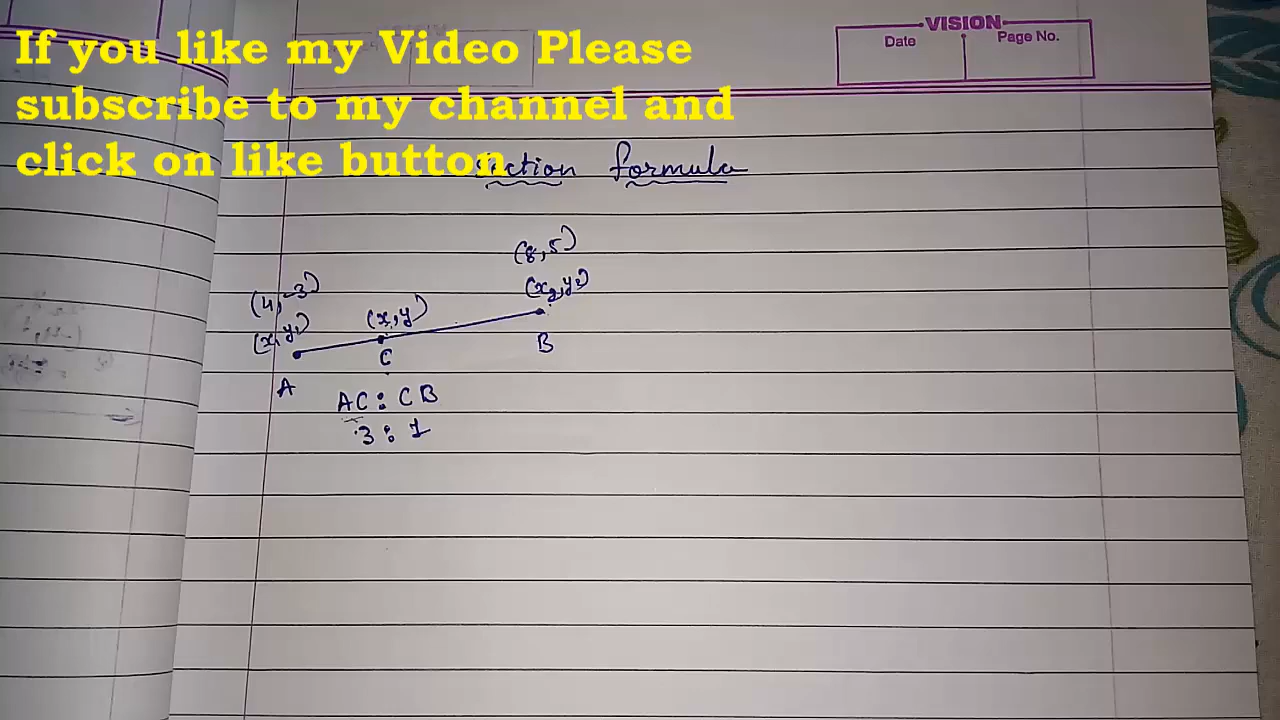 If you like my Video Please
subscribe to my channel and
click on like button
VISION
Date
Page No.
Section formula
(8,5)
(4,-3)
(x₂,y₂)
(x,y)
(x₁,y₁)
A
C
B
AC : CB
3 : 1